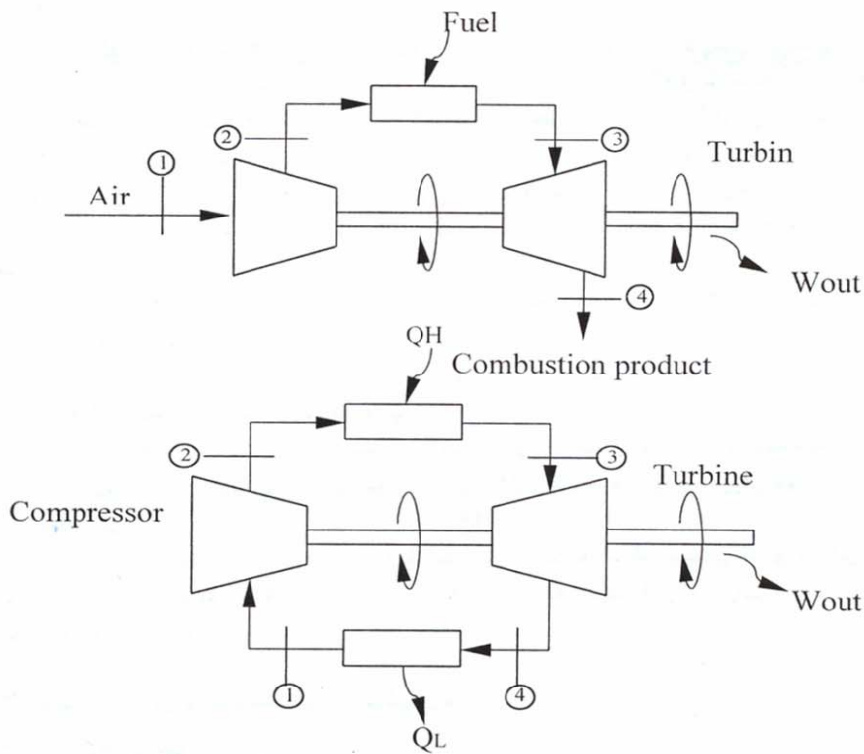 Fuel
②
③
①
Turbin
Air
Wout
④
Combustion product
QH
②
③
Turbine
Compressor
Wout
①
④
QL